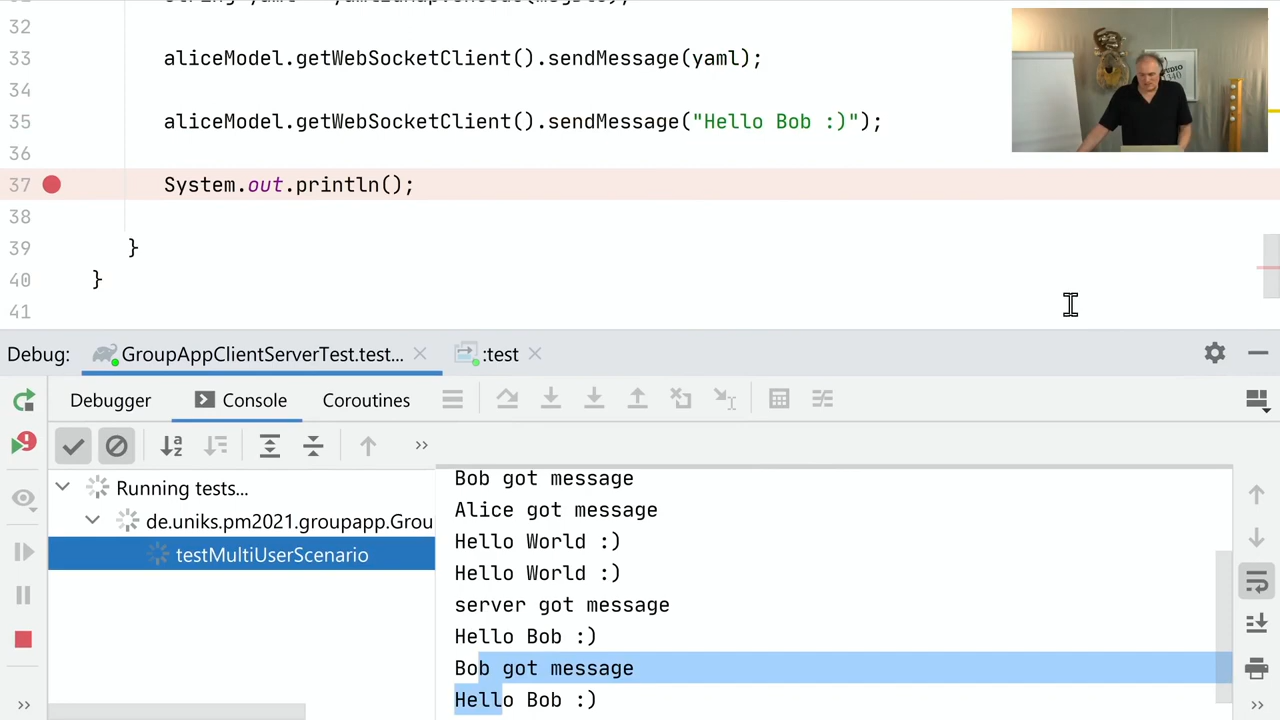 32
33 aliceModel.getWebSocketClient().sendMessage(yaml);
34
35 aliceModel.getWebSocketClient().sendMessage("Hello Bob :)");
36
37 System.out.println();
38
39 }
40 }
41
Debug: GroupAppClientServerTest.test... :test
Debugger Console Coroutines
Running tests...
de.uniks.pm2021.groupapp.Grou
testMultiUserScenario
Bob got message
Alice got message
Hello World :)
Hello World :)
server got message
Hello Bob :)
Bob got message
Hello Bob :)